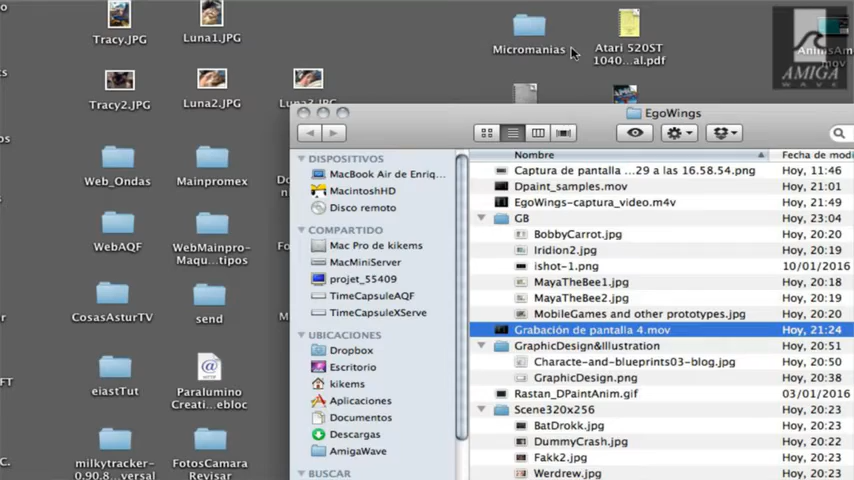 Tracy.JPG
Luna1.JPG
Micromanias
Atari 520ST
1040...al.pdf
AMIGA
WAVE
Tracy2.JPG
Luna2.JPG
EgoWings
Nombre
Fecha de modi
DISPOSITIVOS
MacBook Air de Enriq...
MacintoshHD
Disco remoto
COMPARTIDO
Mac Pro de kikems
MacMiniServer
projet_55409
TimeCapsuleAQF
TimeCapsuleXServe
UBICACIONES
Dropbox
Escritorio
kikems
Aplicaciones
Documentos
Descargas
AmigaWave
BUSCAR
Captura de pantalla ...29 a las 16.58.54.png
Hoy, 11:46
Dpaint_samples.mov
Hoy, 21:01
EgoWings-captura_video.m4v
Hoy, 21:49
GB
Hoy, 23:04
BobbyCarrot.jpg
Hoy, 20:20
Iridion2.jpg
Hoy, 20:19
ishot-1.png
10/01/2016
MayaTheBee1.jpg
Hoy, 20:18
MayaTheBee2.jpg
Hoy, 20:19
MobileGames and other prototypes.jpg
Hoy, 20:20
Grabación de pantalla 4.mov
Hoy, 21:24
GraphicDesign&Illustration
Hoy, 20:51
Characte-and-blueprints03-blog.jpg
Hoy, 20:50
GraphicDesign.png
Hoy, 20:38
Rastan_DPaintAnim.gif
03/01/2016
Scene320x256
Hoy, 20:23
BatDrokk.jpg
Hoy, 20:23
DummyCrash.jpg
Hoy, 20:22
Fakk2.jpg
Hoy, 20:23
Werdrew.jpg
Hoy, 20:23
Web_Ondas
Mainpromex
WebAQF
WebMainpro-
Maqu...tipos
CosasAsturTV
send
eiastTut
Paralumino
Creati...ebloc
milkytracker-
0.90.8...versal
FotosCamara
Revisar